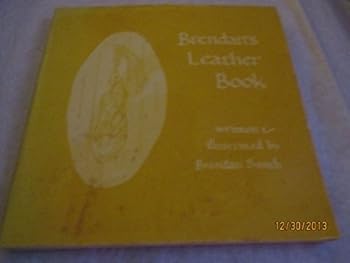 Brendan's
Leather
Book
written &
illustrated by
Brendan Smith
12/30/2013